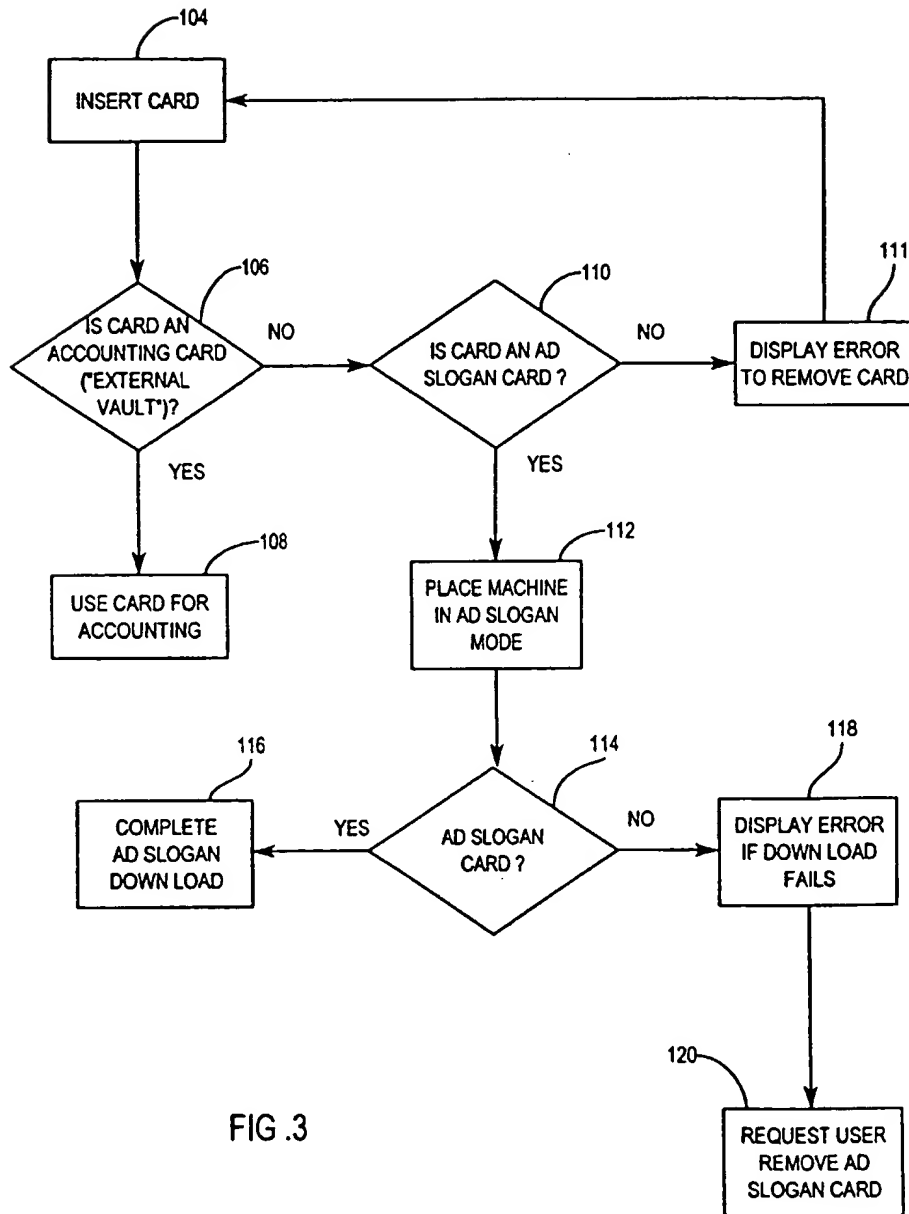 104
INSERT CARD
106
IS CARD AN
ACCOUNTING CARD
("EXTERNAL
VAULT")?
NO
110
IS CARD AN AD
SLOGAN CARD ?
NO
111
DISPLAY ERROR
TO REMOVE CARD
YES
YES
108
USE CARD FOR
ACCOUNTING
112
PLACE MACHINE
IN AD SLOGAN
MODE
116
COMPLETE
AD SLOGAN
DOWN LOAD
YES
114
AD SLOGAN
CARD ?
NO
118
DISPLAY ERROR
IF DOWN LOAD
FAILS
120
REQUEST USER
REMOVE AD
SLOGAN CARD
FIG .3